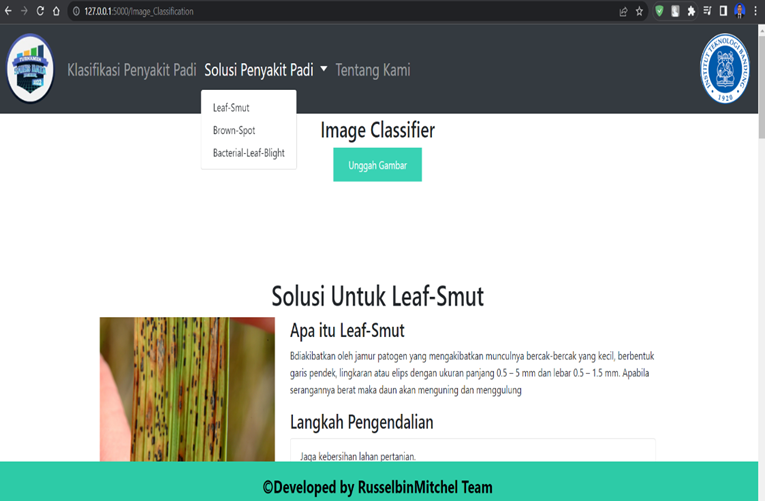 127.0.0.1:5000/Image_Classification
Klasifikasi Penyakit Padi Solusi Penyakit Padi Tentang Kami
INSTITUT TEKNOLOGI BANDUNG
1920
Leaf-Smut
Brown-Spot
Bacterial-Leaf-Blight
Image Classifier
Unggah Gambar
Solusi Untuk Leaf-Smut
Apa itu Leaf-Smut
Bdiakibatkan oleh jamur patogen yang mengakibatkan munculnya bercak-bercak yang kecil, berbentuk
garis pendek, lingkaran atau elips dengan ukuran panjang 0.5 – 5 mm dan lebar 0.5 – 1.5 mm. Apabila
serangannya berat maka daun akan menguning dan menggulung
Langkah Pengendalian
Jaga kebersihan lahan pertanian.
©Developed by RusselbinMitchel Team